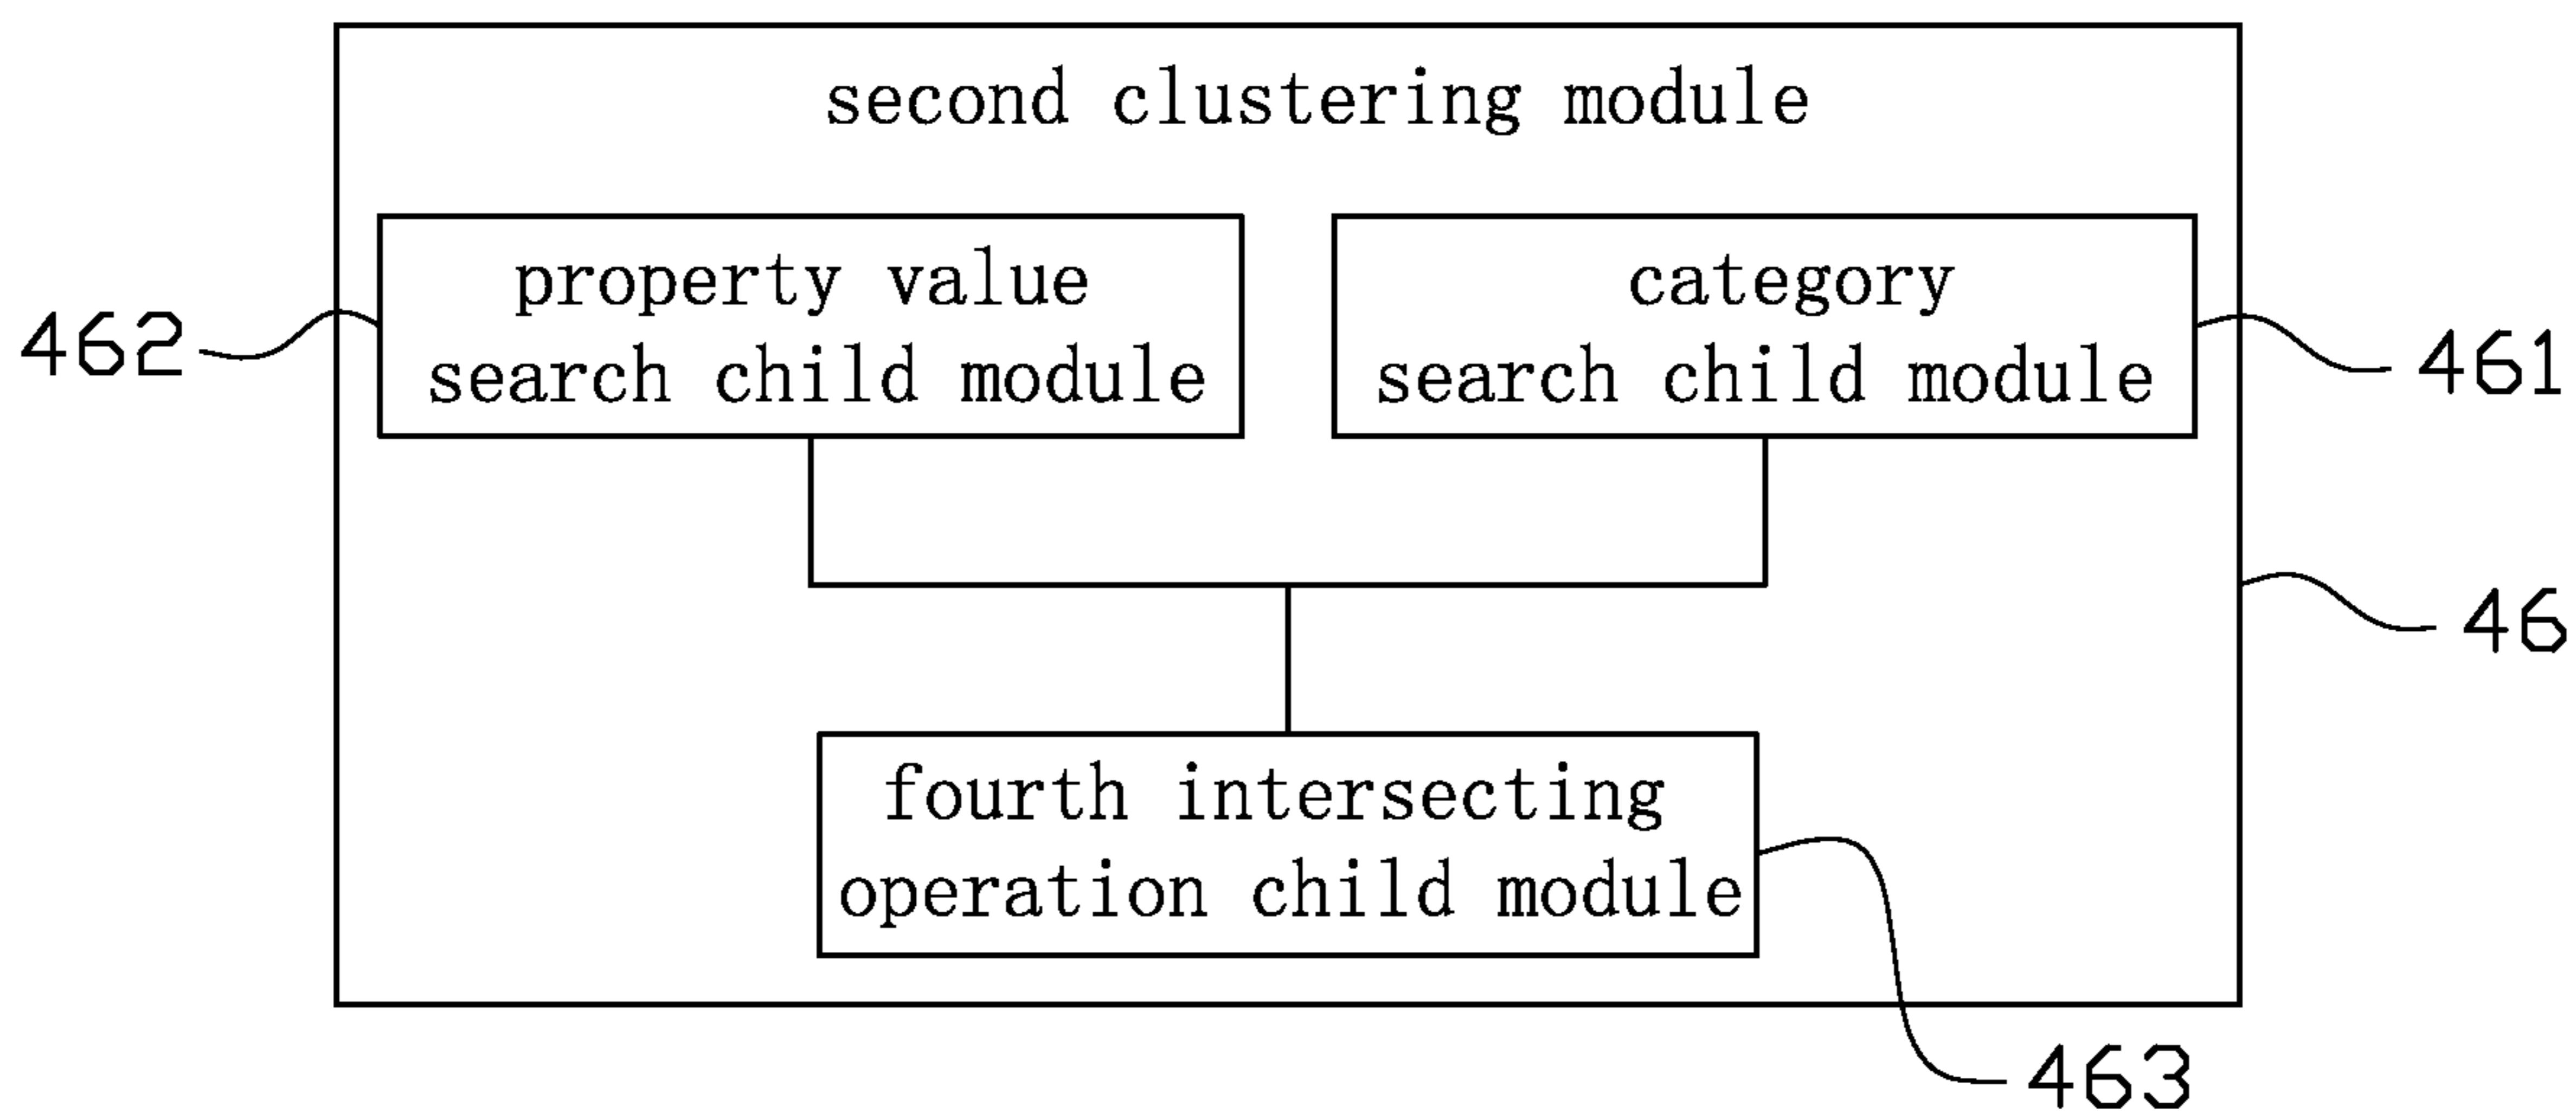 second clustering module
property value
search child module
category
search child module
462
461
46
fourth intersecting
operation child module
463